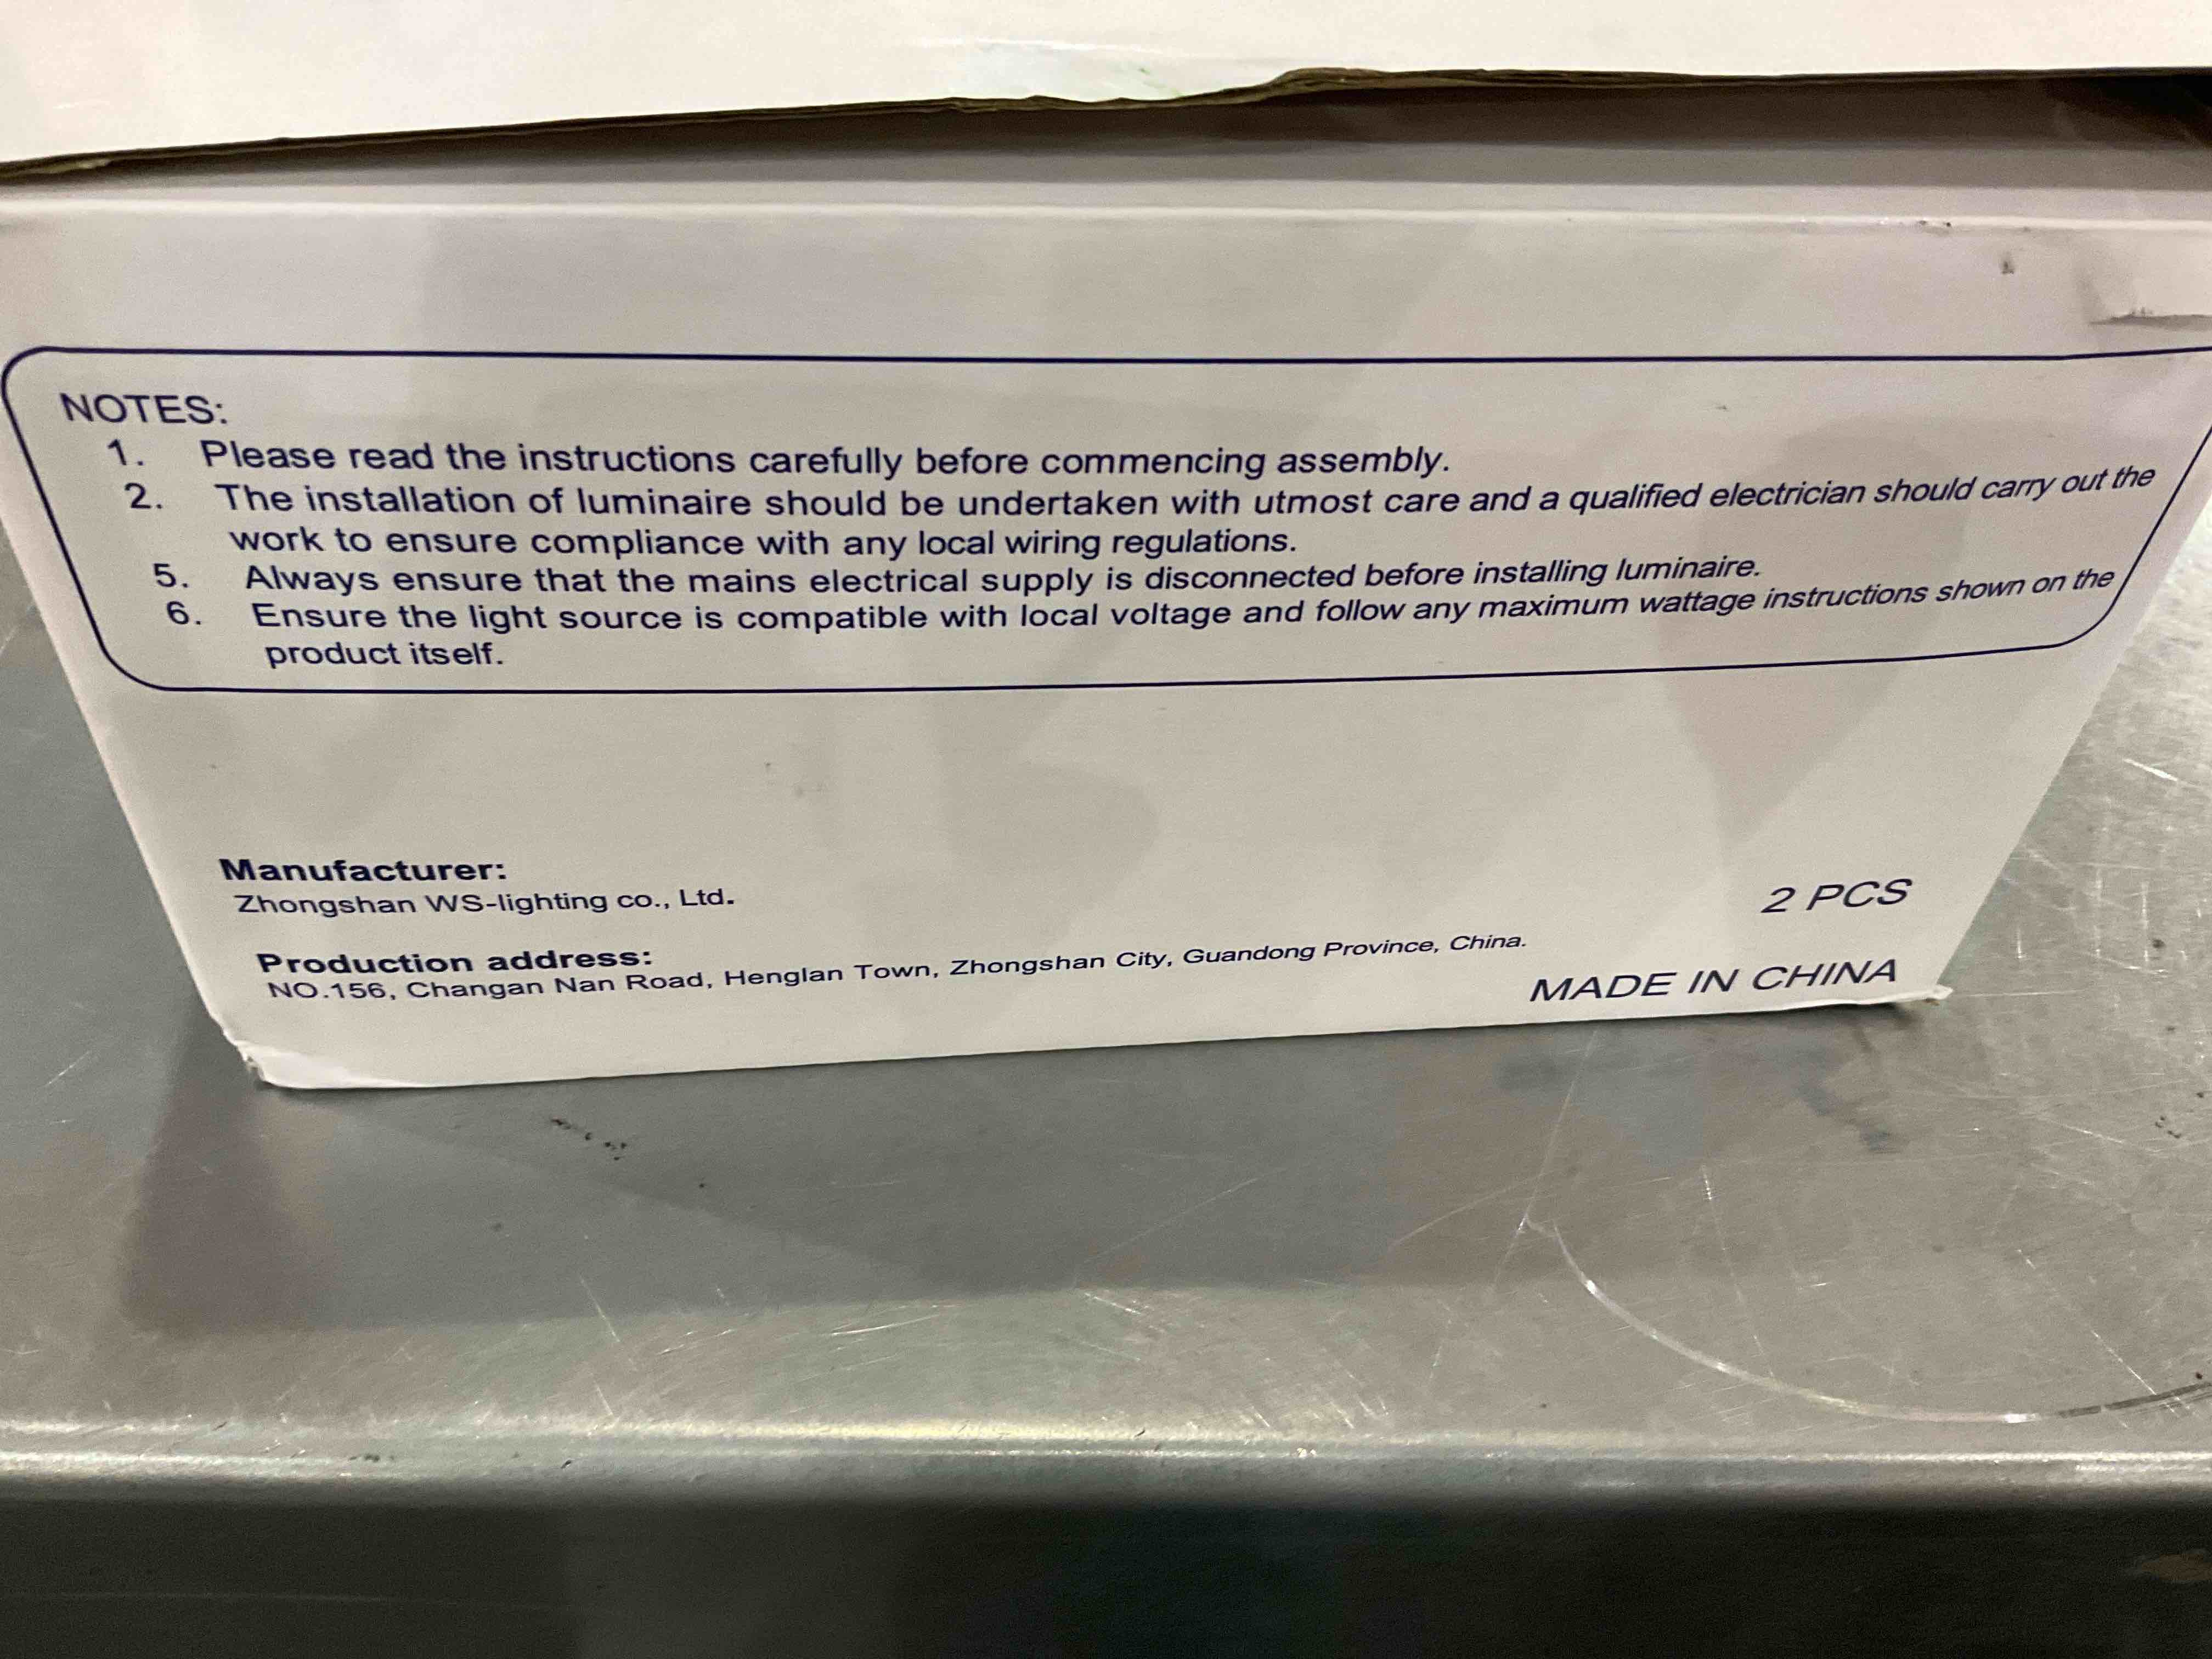 NOTES:
1. Please read the instructions carefully before commencing assembly.
2. The installation of luminaire should be undertaken with utmost care and a qualified electrician should carry out the
work to ensure compliance with any local wiring regulations.
5. Always ensure that the mains electrical supply is disconnected before installing luminaire.
6. Ensure the light source is compatible with local voltage and follow any maximum wattage instructions shown on the
product itself.
Manufacturer:
Zhongshan WS-lighting co., Ltd.
2 PCS
Production address:
NO.156, Changan Nan Road, Henglan Town, Zhongshan City, Guandong Province, China.
MADE IN CHINA